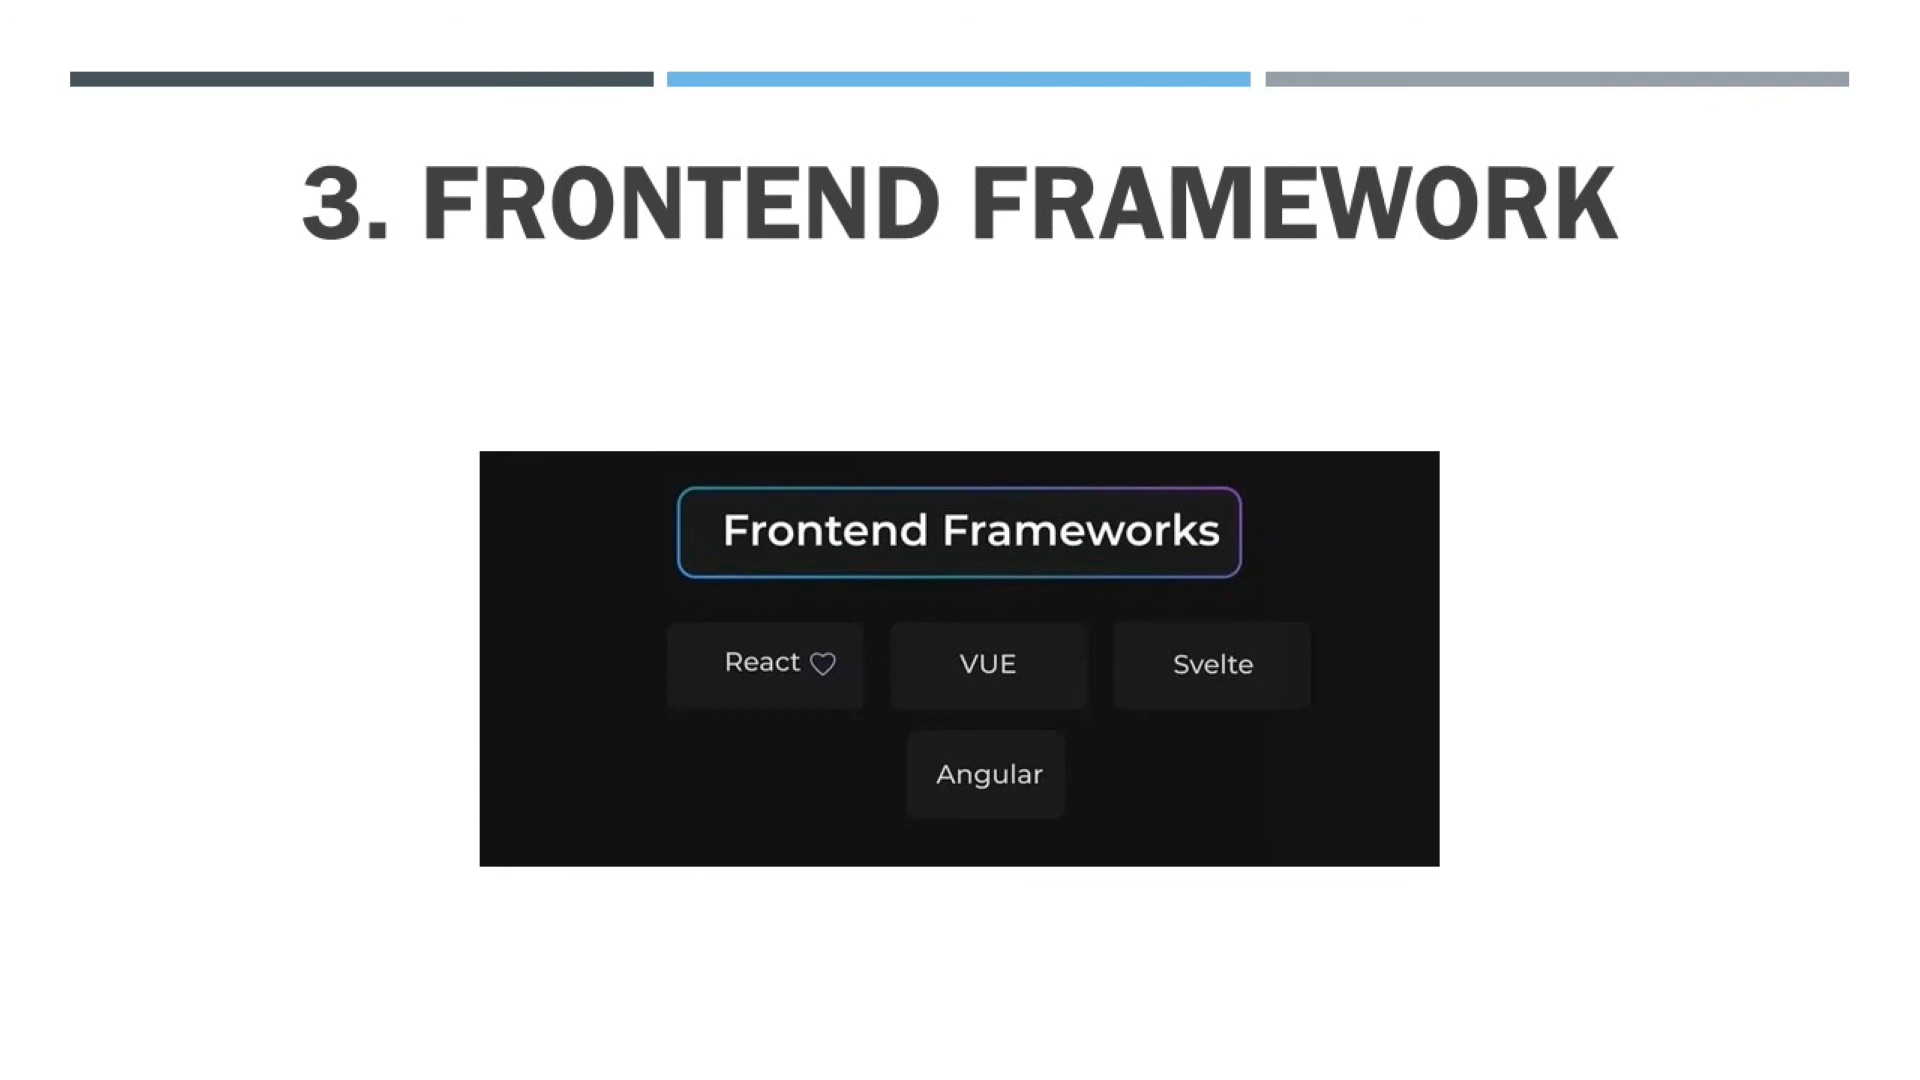 3. FRONTEND FRAMEWORK
Frontend Frameworks
React ♡
VUE
Svelte
Angular